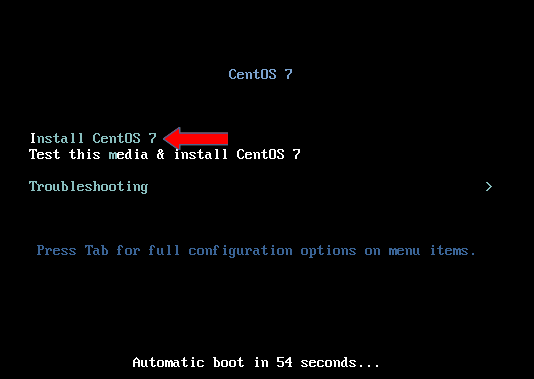 CentOS 7
Install CentOS 7
Test this media & install CentOS 7
Troubleshooting >
Press Tab for full configuration options on menu items.
Automatic boot in 54 seconds...